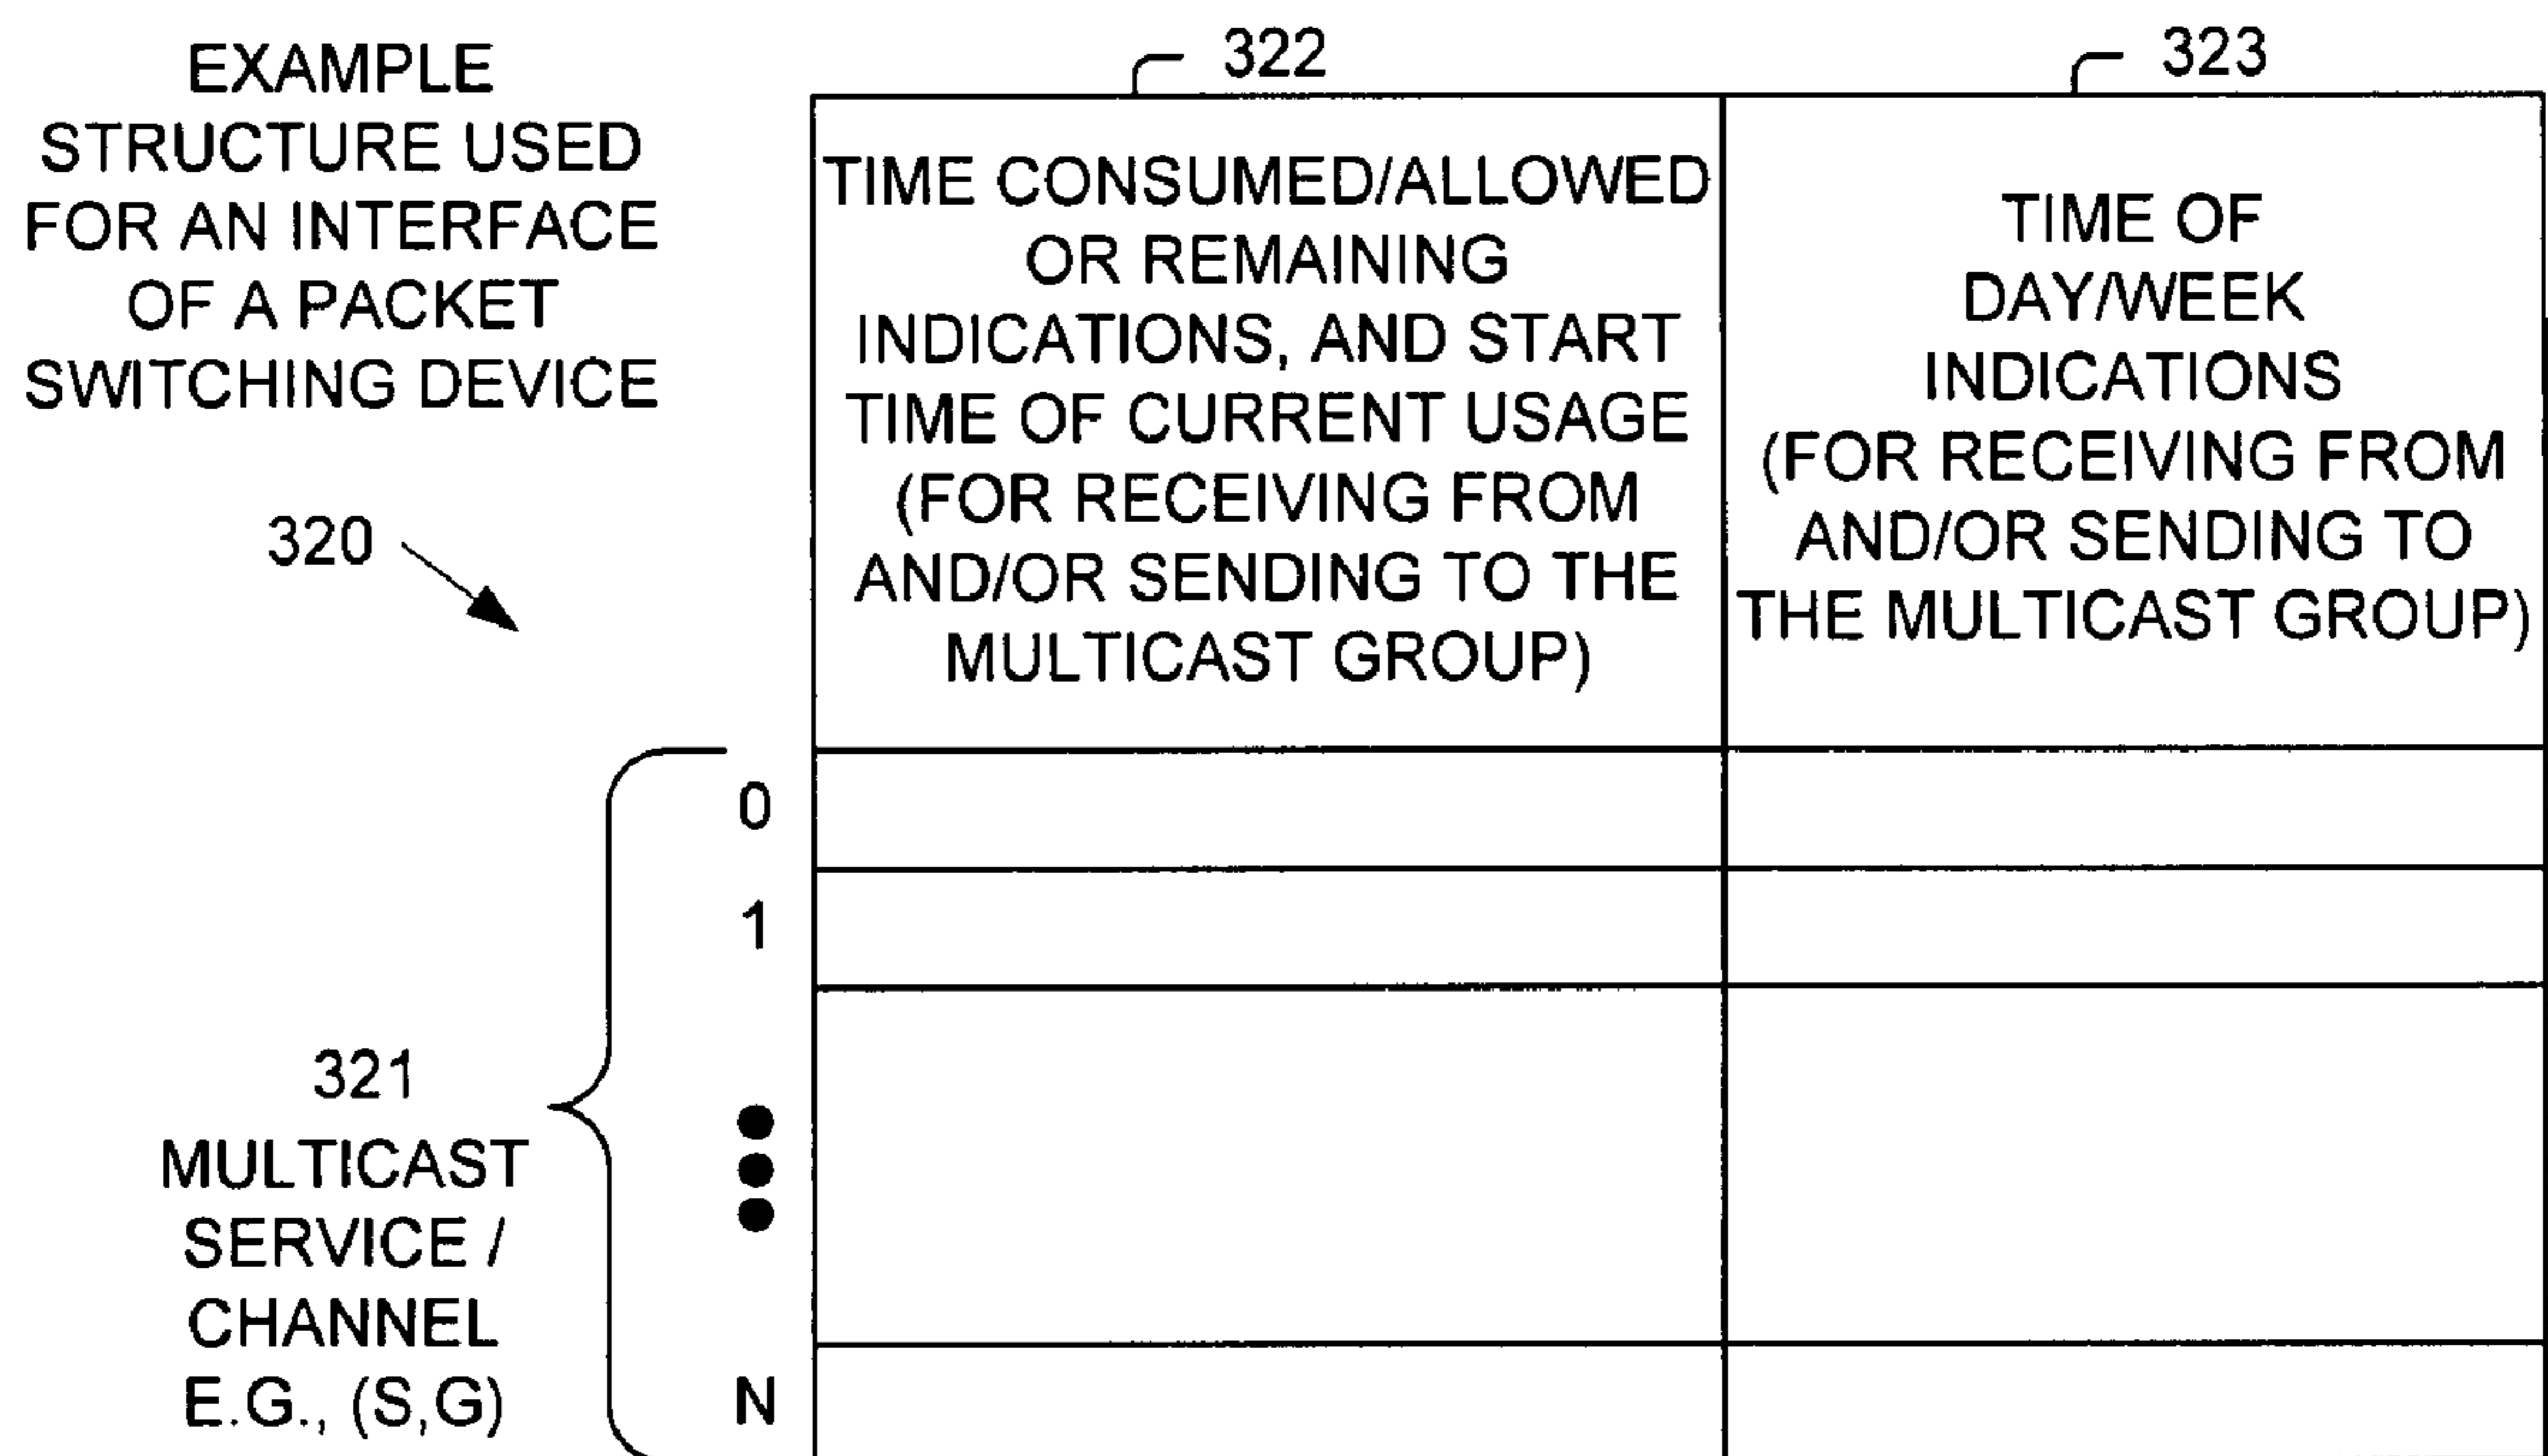 EXAMPLE
STRUCTURE USED
FOR AN INTERFACE
OF A PACKET
SWITCHING DEVICE
320
322
323
TIME CONSUMED/ALLOWED
OR REMAINING
INDICATIONS, AND START
TIME OF CURRENT USAGE
(FOR RECEIVING FROM
AND/OR SENDING TO THE
MULTICAST GROUP)
TIME OF
DAY/WEEK
INDICATIONS
(FOR RECEIVING FROM
AND/OR SENDING TO
THE MULTICAST GROUP)
321
MULTICAST
SERVICE /
CHANNEL
E.G., (S,G)
0
1
N